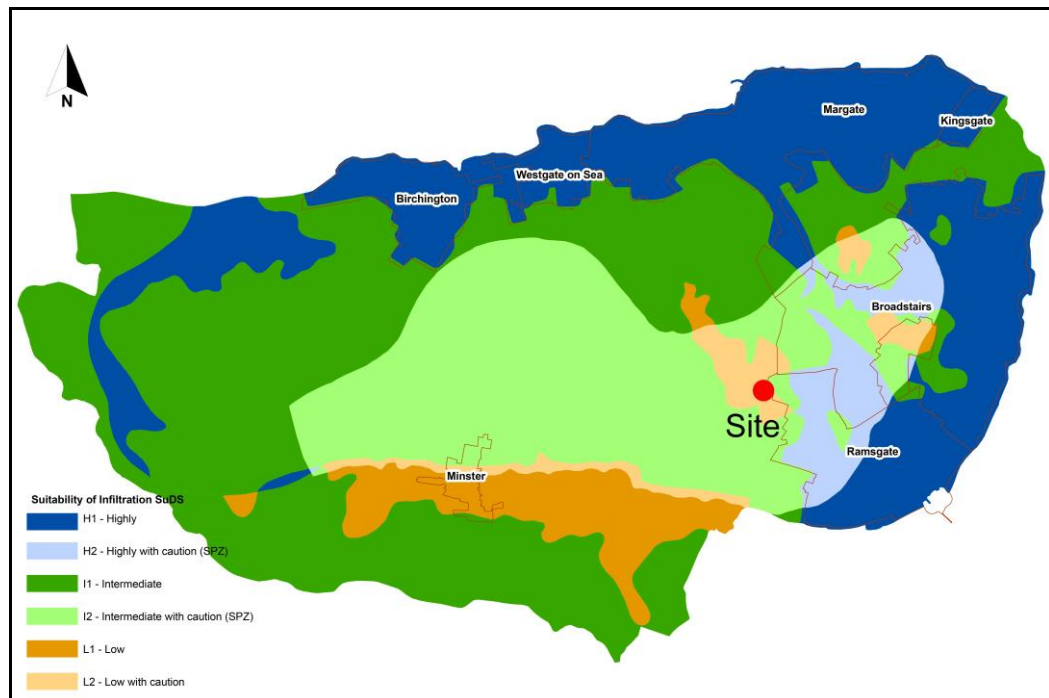 N
Margate
Kingsgate
Westgate on Sea
Birchington
Broadstairs
Site
Ramsgate
Minster
Suitability of Infiltration SuDS
H1 - Highly
H2 - Highly with caution (SPZ)
I1 - Intermediate
I2 - Intermediate with caution (SPZ)
L1 - Low
L2 - Low with caution